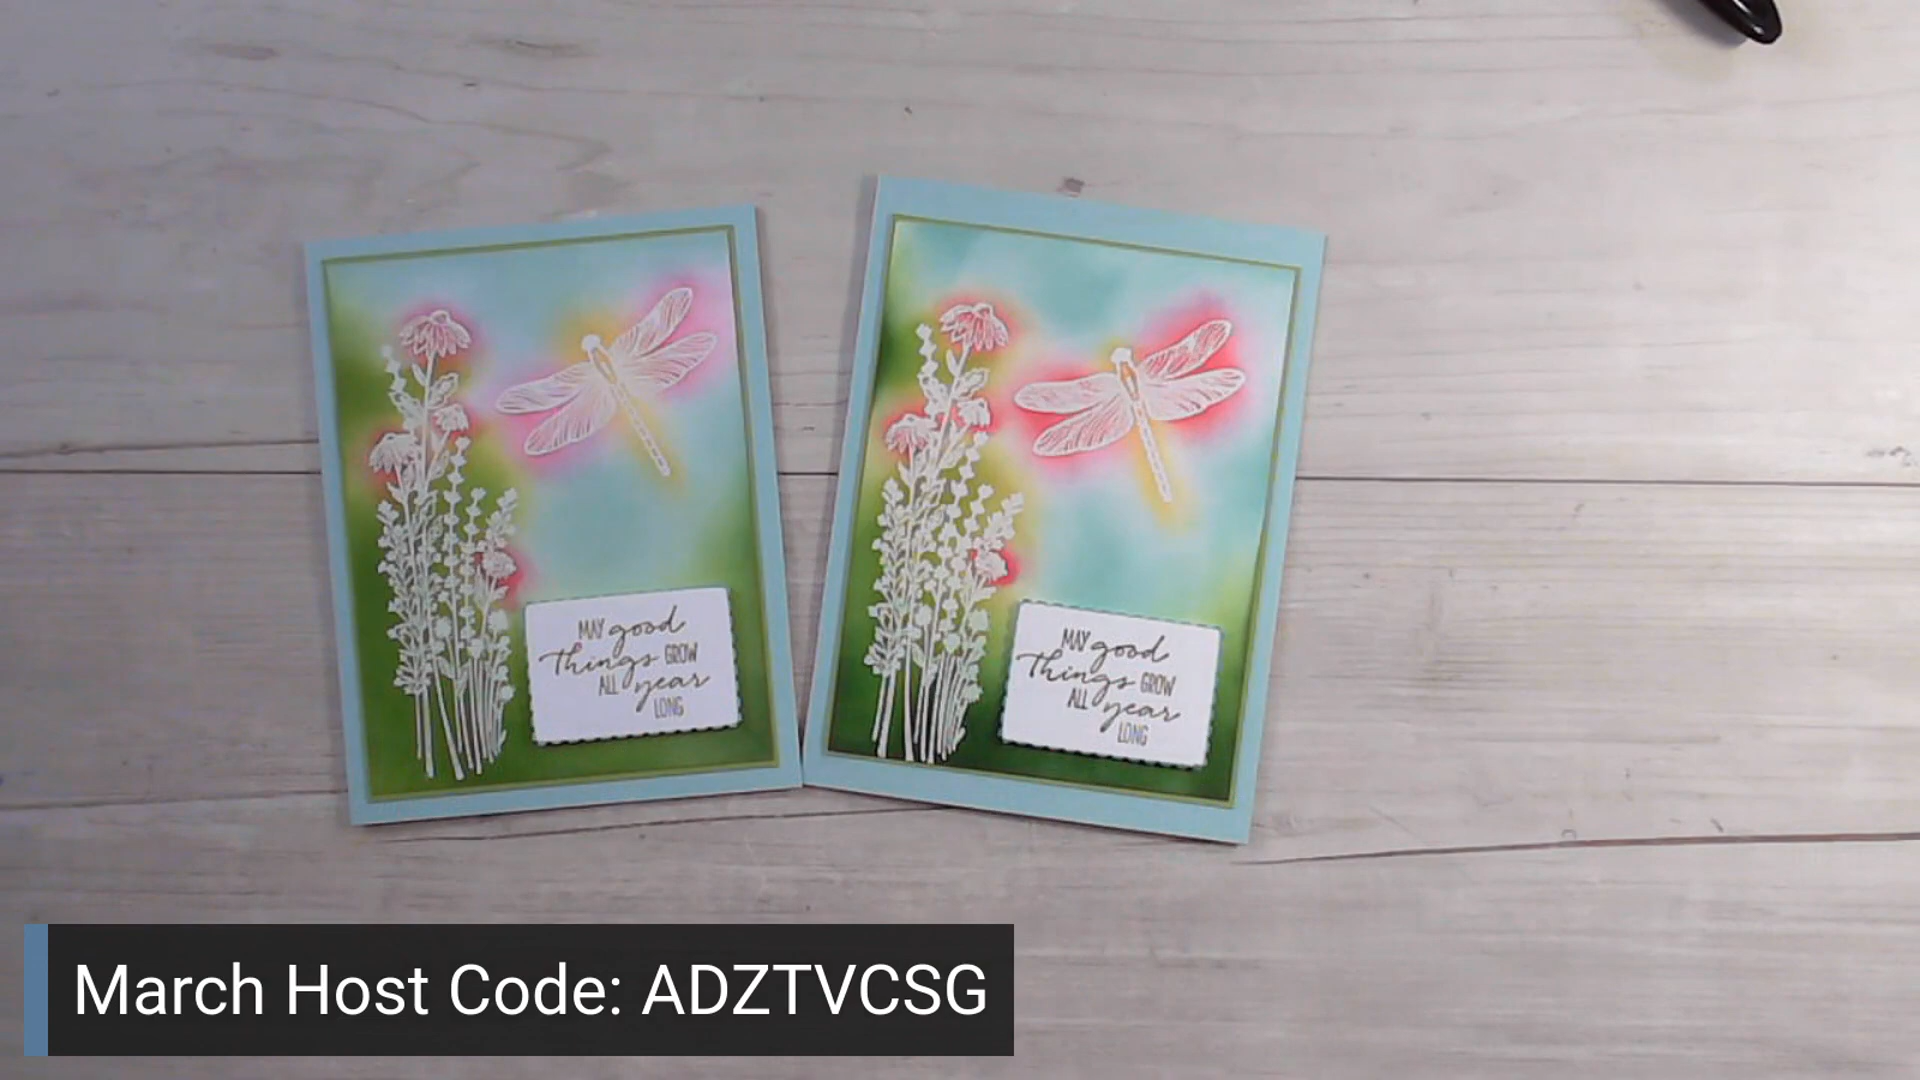 MAY good
Things GROW
ALL year
LONG
MAY good
Things GROW
ALL year
LONG
March Host Code: ADZTVCSG